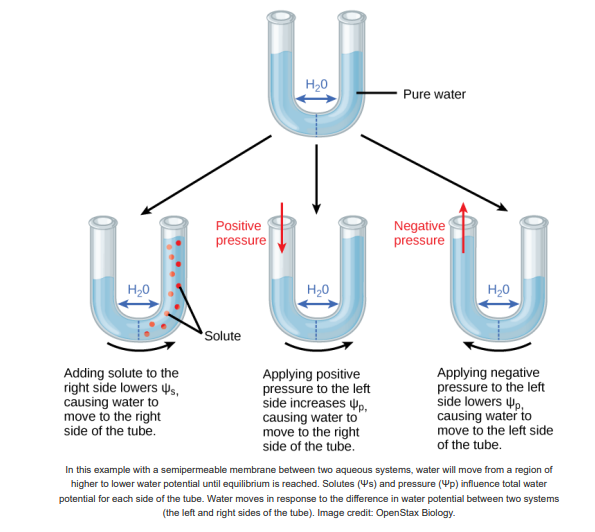 H₂0
Pure water
Positive
pressure
Negative
pressure
H₂0
H₂0
H₂0
Solute
Adding solute to the
right side lowers ψs,
causing water to
move to the right
side of the tube.
Applying positive
pressure to the left
side increases ψp,
causing water to
move to the right
side of the tube.
Applying negative
pressure to the left
side lowers ψp,
causing water to
move to the left side
of the tube.
In this example with a semipermeable membrane between two aqueous systems, water will move from a region of
higher to lower water potential until equilibrium is reached. Solutes (Ψs) and pressure (Ψp) influence total water
potential for each side of the tube. Water moves in response to the difference in water potential between two systems
(the left and right sides of the tube). Image credit: OpenStax Biology.